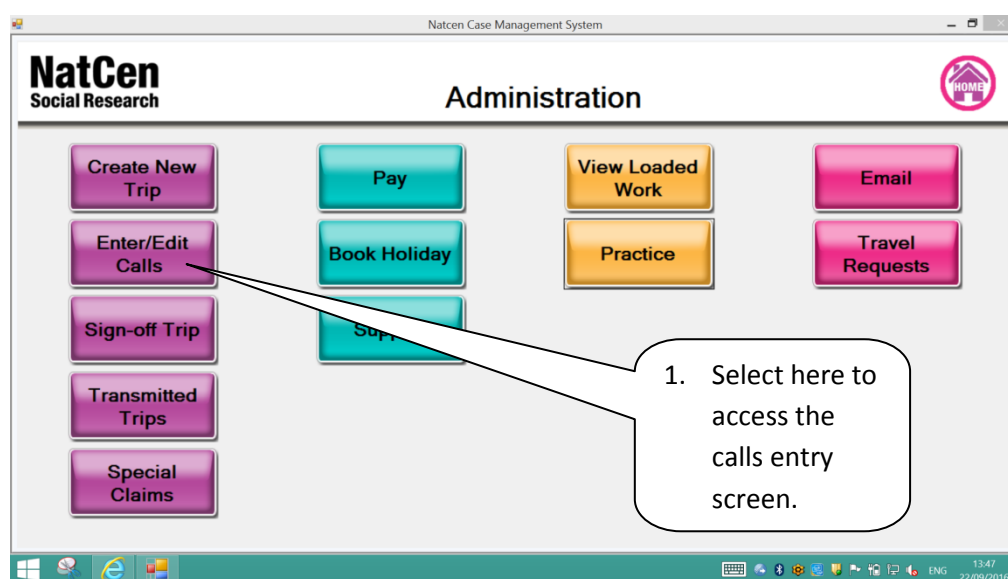 Natcen Case Management System
NatCen
Social Research
Administration
HOME
Create New
Trip
Pay
View Loaded
Work
Email
Enter/Edit
Calls
Book Holiday
Practice
Travel
Requests
Sign-off Trip
Transmitted
Trips
Special
Claims
1. Select here to
access the
calls entry
screen.
ENG
13:47